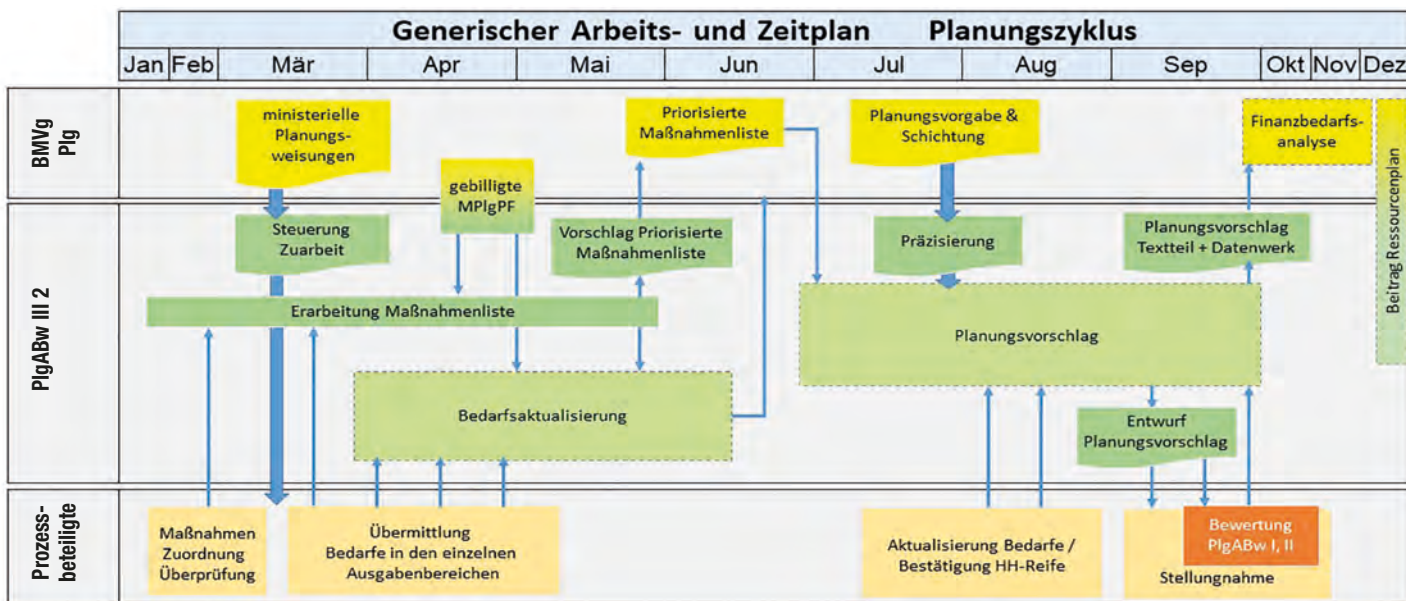 Generischer Arbeits- und Zeitplan Planungszyklus
Jan Feb Mär Apr Mai Jun Jul Aug Sep Okt Nov Dez
BMVg
Plg
ministerielle
Planungs-
weisungen
gebilligte
MPlgPF
Priorisierte
Maßnahmenliste
Planungsvorgabe &
Schichtung
Finanzbedarfs-
analyse
Beitrag Ressourcenplan
PlgABw III 2
Steuerung
Zuarbeit
Vorschlag Priorisierte
Maßnahmenliste
Präzisierung
Planungsvorschlag
Textteil + Datenwerk
Erarbeitung Maßnahmenliste
Planungsvorschlag
Bedarfsaktualisierung
Entwurf
Planungsvorschlag
Prozess-
beteiligte
Maßnahmen
Zuordnung
Überprüfung
Übermittlung
Bedarfe in den einzelnen
Ausgabenbereichen
Aktualisierung Bedarfe /
Bestätigung HH-Reife
Bewertung
PlgABw I, II
Stellungnahme